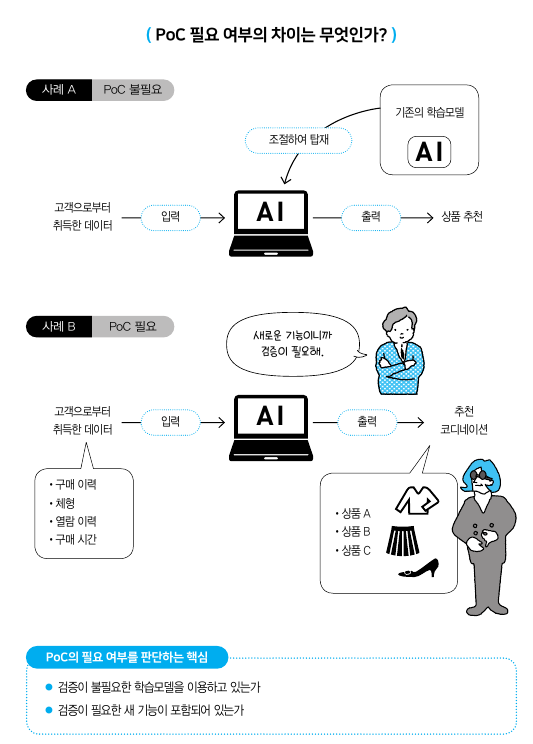 ( PoC 필요 여부의 차이는 무엇인가? )
사례 A PoC 불필요
기존의 학습모델
AI
조절하여 탑재
고객으로부터
취득한 데이터
입력
AI
출력
상품 추천
사례 B PoC 필요
새로운 기능이니까
검증이 필요해.
고객으로부터
취득한 데이터
입력
AI
출력
추천
코디네이션
• 구매 이력
• 체형
• 열람 이력
• 구매 시간
• 상품 A
• 상품 B
• 상품 C
PoC의 필요 여부를 판단하는 핵심
● 검증이 불필요한 학습모델을 이용하고 있는가
● 검증이 필요한 새 기능이 포함되어 있는가